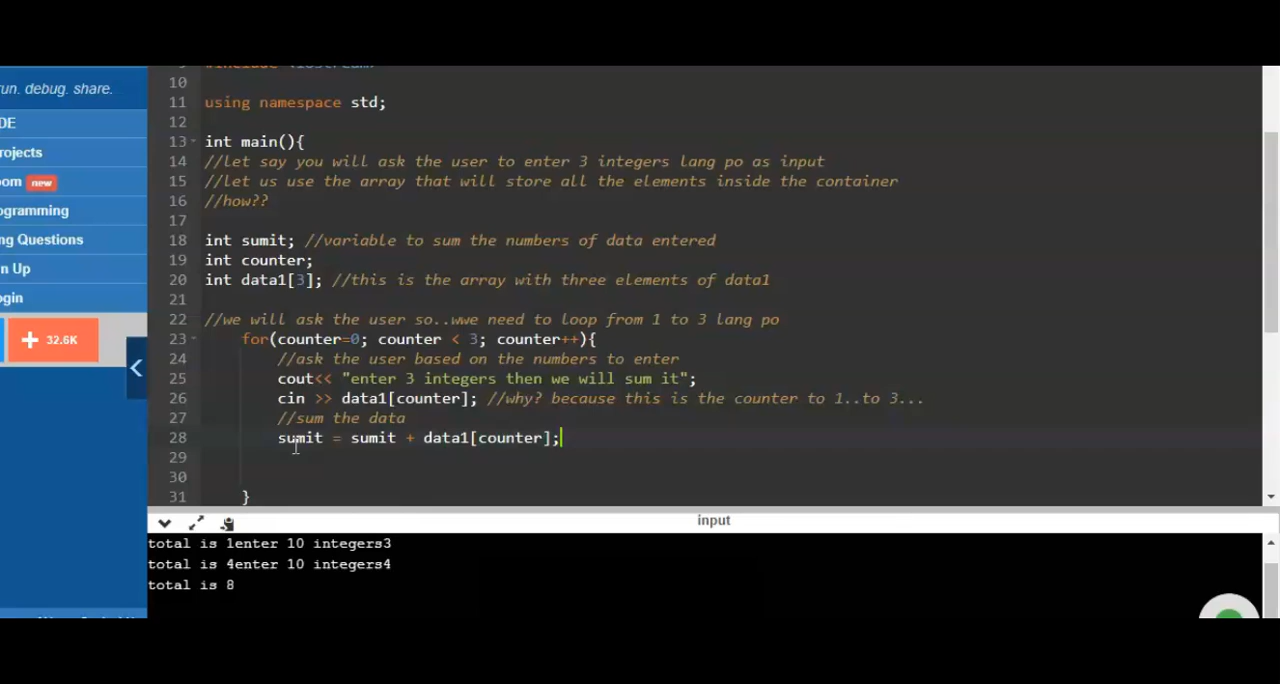 run. debug. share.
DE
rojects
oom new
ogramming
ng Questions
n Up
ogin
32.6K
10
11 using namespace std;
12
13 int main(){
14 //let say you will ask the user to enter 3 integers lang po as input
15 //let us use the array that will store all the elements inside the container
16 //how??
17
18 int sumit; //variable to sum the numbers of data entered
19 int counter;
20 int data1[3]; //this is the array with three elements of data1
21
22 //we will ask the user so..wwe need to loop from 1 to 3 lang po
23 for(counter=0; counter < 3; counter++){
24 //ask the user based on the numbers to enter
25 cout<< "enter 3 integers then we will sum it";
26 cin >> data1[counter]; //why? because this is the counter to 1..to 3...
27 //sum the data
28 sumit = sumit + data1[counter];
29
30
31 }
input
total is 1enter 10 integers3
total is 4enter 10 integers4
total is 8